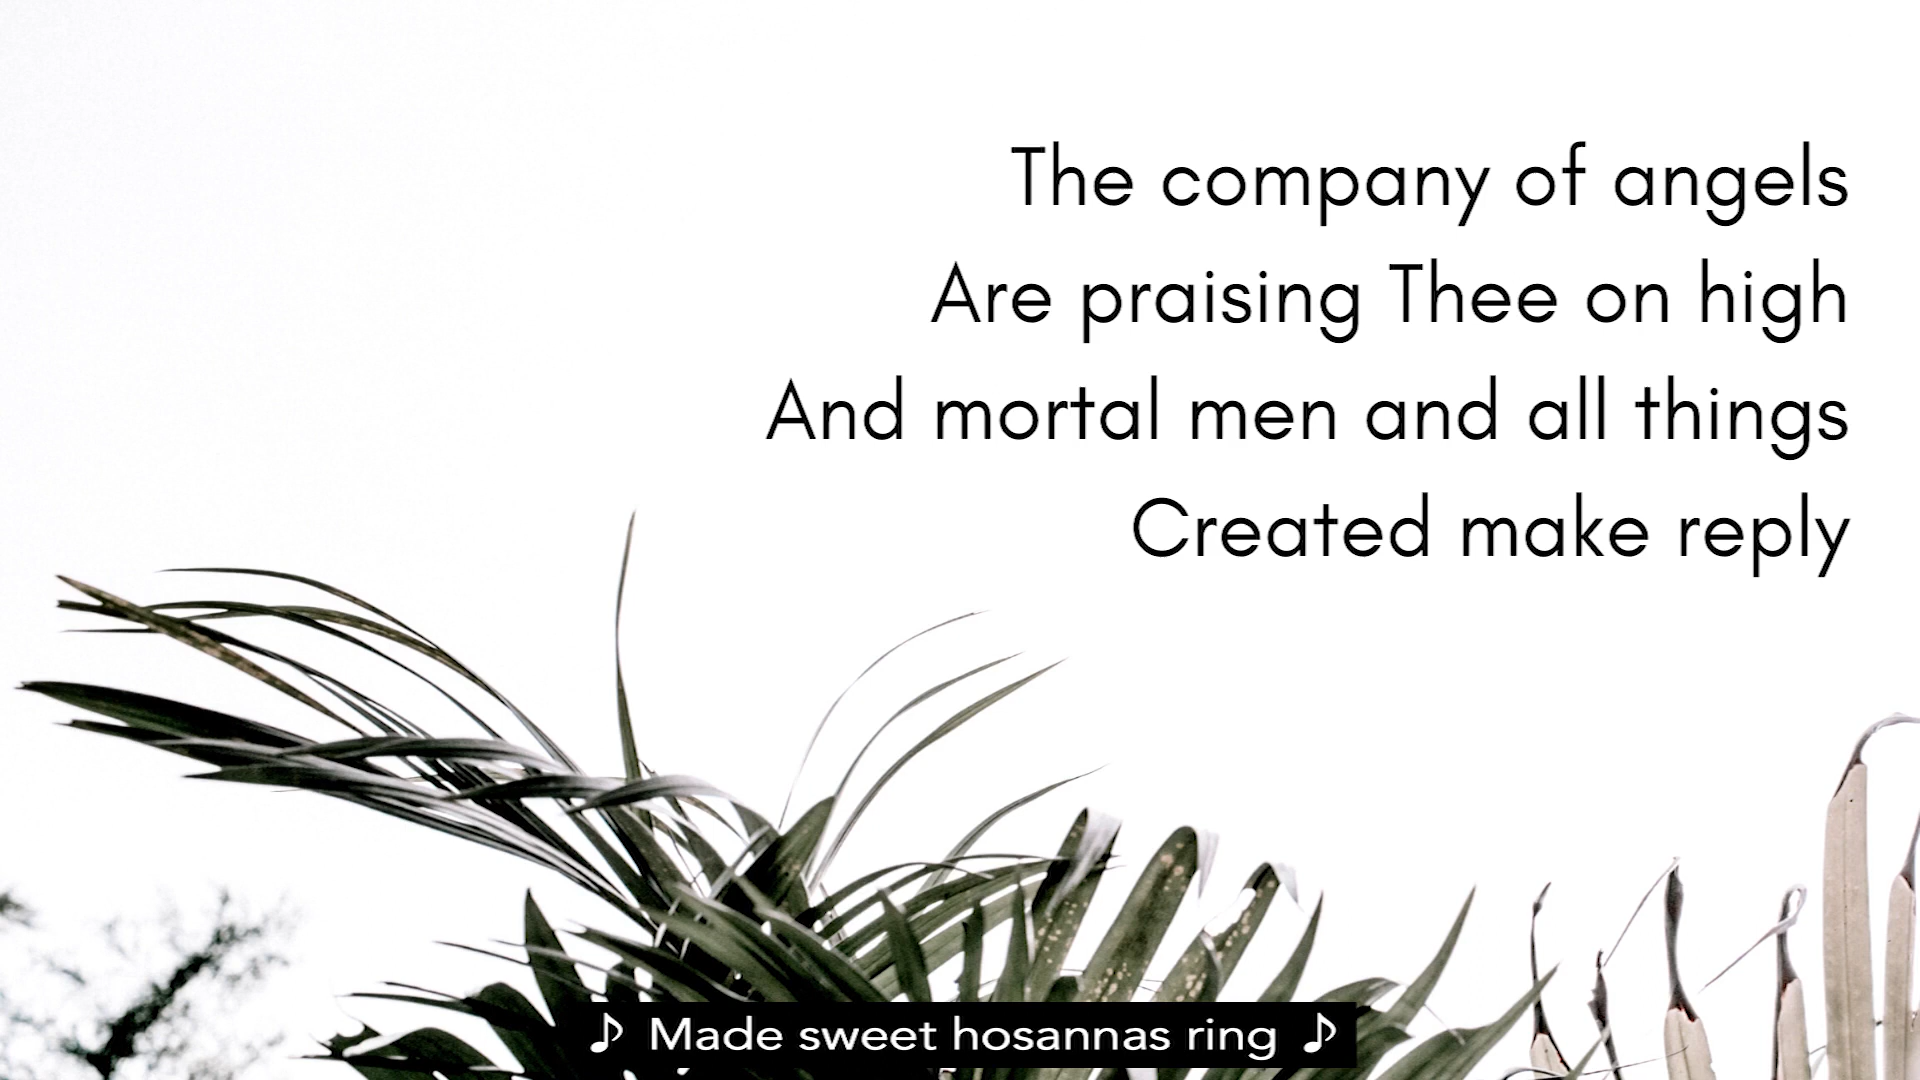 The company of angels
Are praising Thee on high
And mortal men and all things
Created make reply
♪ Made sweet hosannas ring ♪